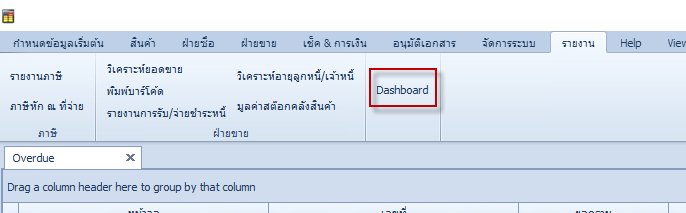 กำหนดข้อมูลเริ่มต้น สินค้า ฝ่ายซื้อ ฝ่ายขาย เช็ค & การเงิน อนุมัติเอกสาร จัดการระบบ รายงาน Help View
รายงานภาษี วิเคราะห์ยอดขาย วิเคราะห์อายุลูกหนี้/เจ้าหนี้ Dashboard
พิมพ์บาร์โค้ด
ภาษีหัก ณ ที่จ่าย รายงานการรับ/จ่ายชำระหนี้ มูลค่าสต๊อกคลังสินค้า
ภาษี ฝ่ายขาย
Overdue
Drag a column header here to group by that column
เลขที่